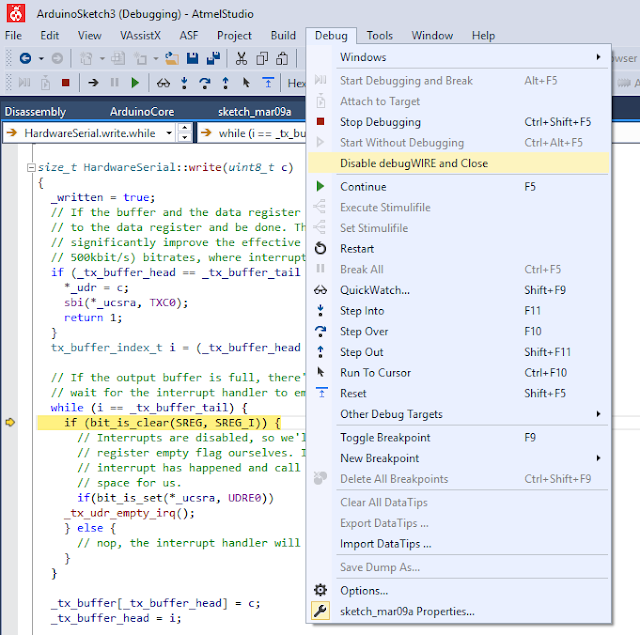 ArduinoSketch3 (Debugging) - AtmelStudio
File Edit View VAssistX ASF Project Build Debug Tools Window Help
Hex
Disassembly ArduinoCore sketch_mar09a
HardwareSerial.write.while while (i == _tx_bu
size_t HardwareSerial::write(uint8_t c)
{
_written = true;
// If the buffer and the data register
// to the data register and be done. Th
// significantly improve the effective
// 500kbit/s) bitrates, where interrupt
if (_tx_buffer_head == _tx_buffer_tail
*_udr = c;
sbi(*_ucsra, TXC0);
return 1;
}
tx_buffer_index_t i = (_tx_buffer_head
// If the output buffer is full, there'
// wait for the interrupt handler to em
while (i == _tx_buffer_tail) {
if (bit_is_clear(SREG, SREG_I)) {
// Interrupts are disabled, so we'l
// register empty flag ourselves. I
// interrupt has happened and call
// space for us.
if(bit_is_set(*_ucsra, UDRE0))
_tx_udr_empty_irq();
} else {
// nop, the interrupt handler will
}
}
_tx_buffer[_tx_buffer_head] = c;
_tx_buffer_head = i;
Windows
Start Debugging and Break Alt+F5
Attach to Target
Stop Debugging Ctrl+Shift+F5
Start Without Debugging Ctrl+Alt+F5
Disable debugWIRE and Close
Continue F5
Execute Stimulifile
Set Stimulifile
Restart
Break All Ctrl+F5
QuickWatch... Shift+F9
Step Into F11
Step Over F10
Step Out Shift+F11
Run To Cursor Ctrl+F10
Reset Shift+F5
Other Debug Targets
Toggle Breakpoint F9
New Breakpoint
Delete All Breakpoints Ctrl+Shift+F9
Clear All DataTips
Export DataTips ...
Import DataTips ...
Save Dump As...
Options...
sketch_mar09a Properties...